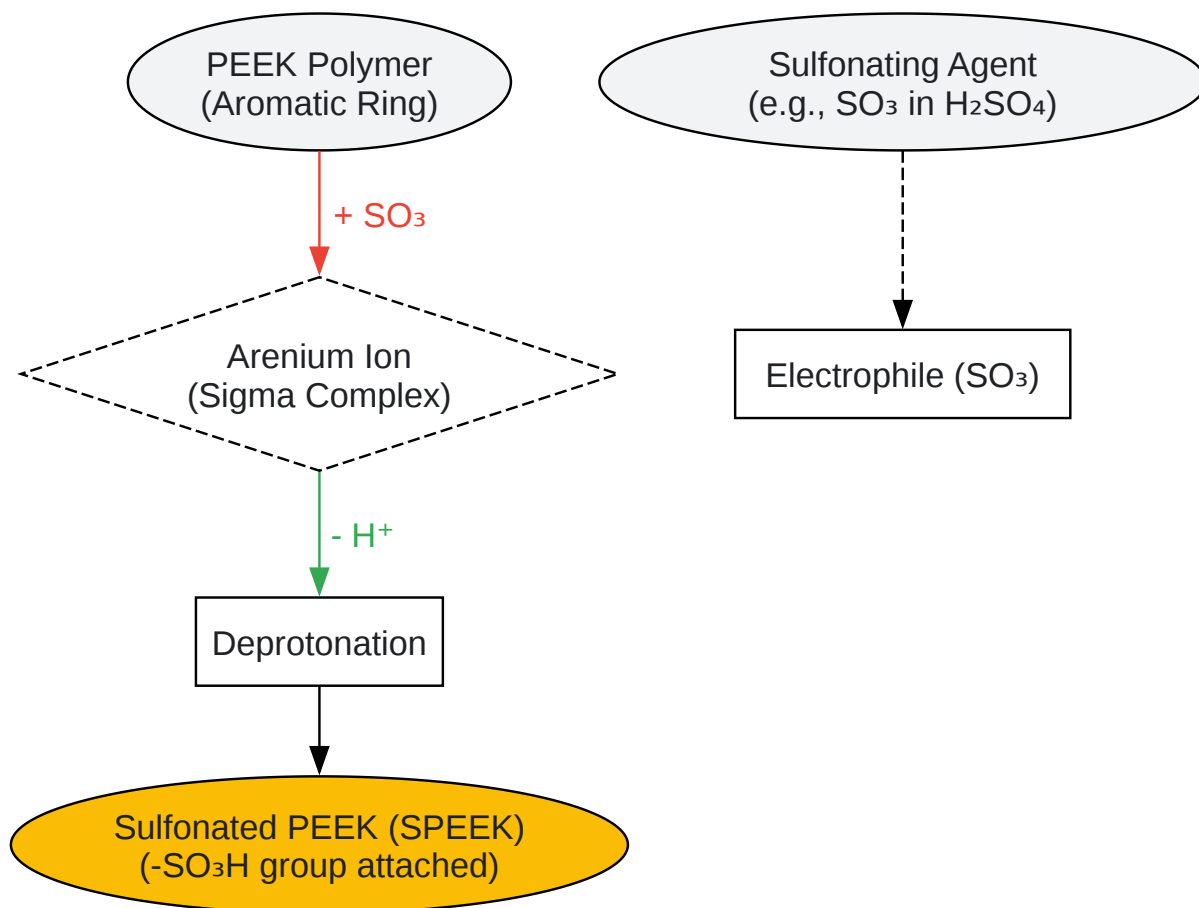 PEEK Polymer
(Aromatic Ring)
Sulfonating Agent
(e.g., SO₃ in H₂SO₄)
+ SO₃
Arenium Ion
(Sigma Complex)
Electrophile (SO₃)
- H⁺
Deprotonation
Sulfonated PEEK (SPEEK)
(-SO₃H group attached)